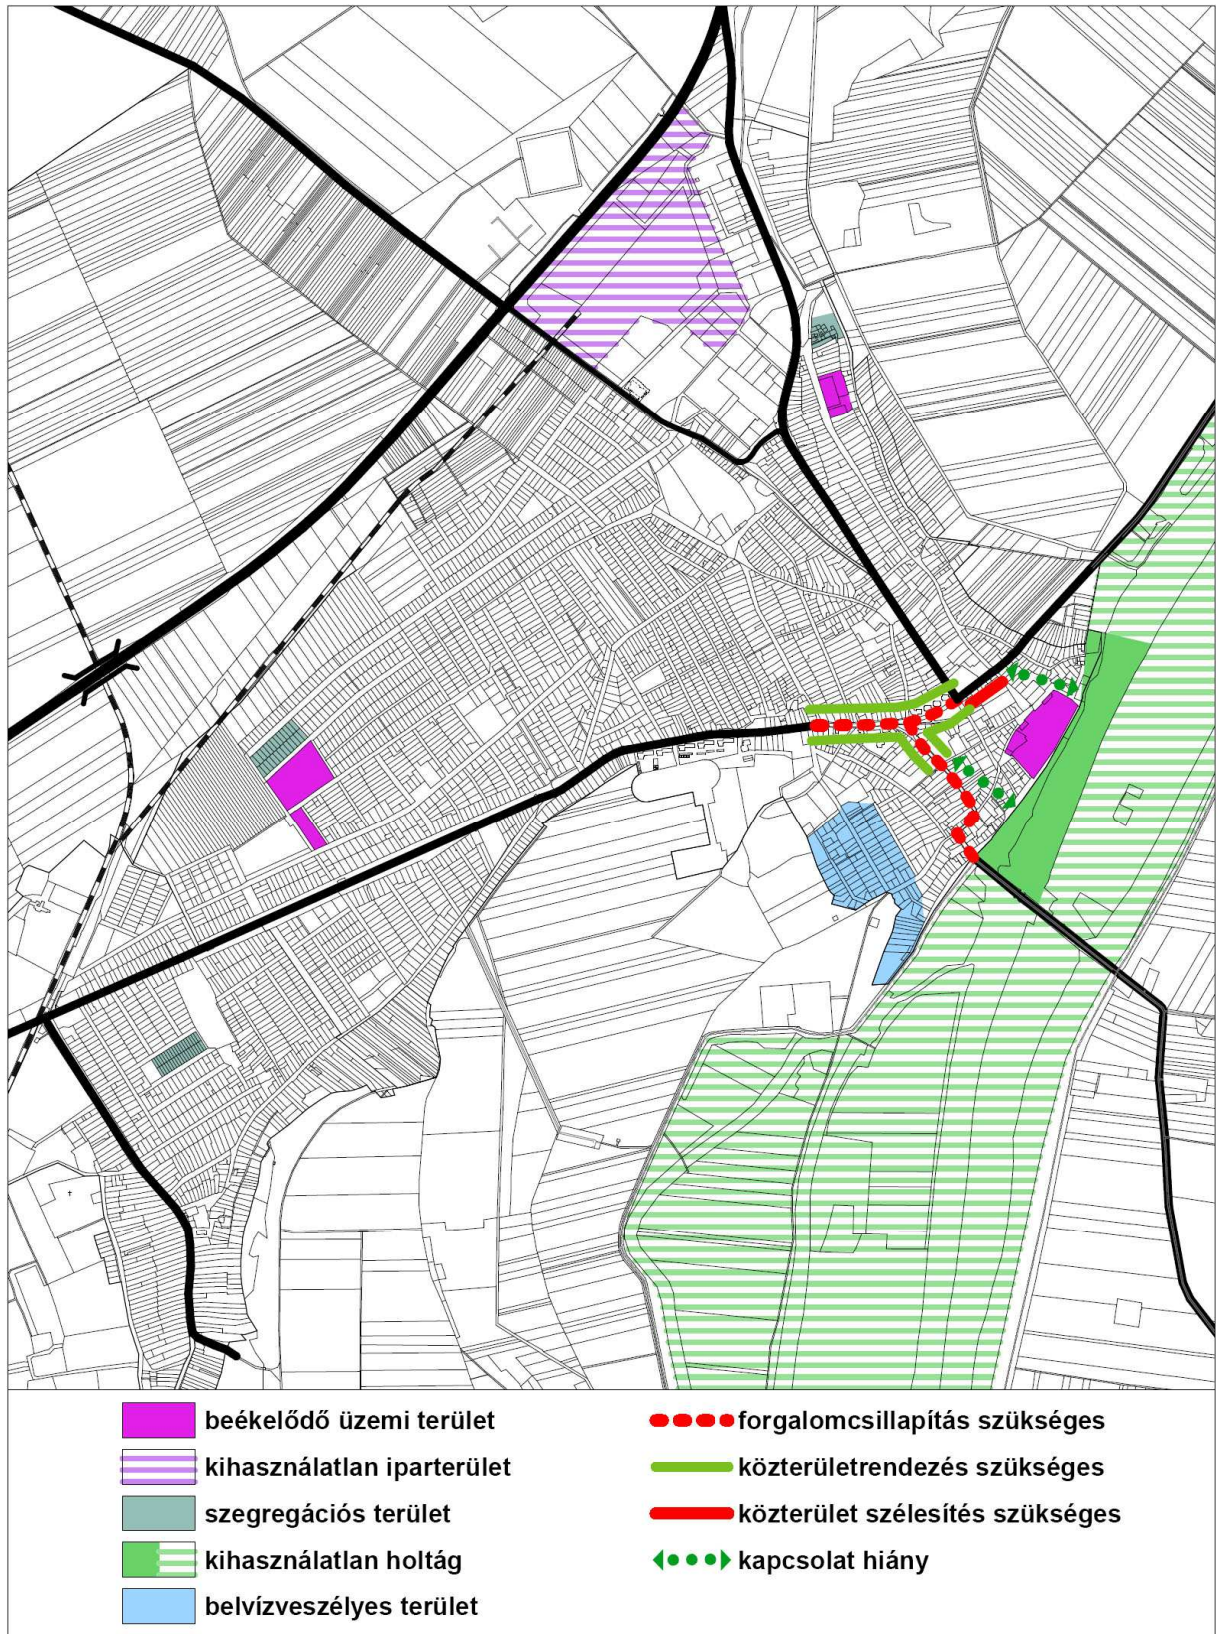 beékelődő üzemi terület
kihasználatlan iparterület
szegregációs terület
kihasználatlan holtág
belvízveszélyes terület
forgalomcsillapítás szükséges
közterületrendezés szükséges
közterület szélesítés szükséges
kapcsolat hiány